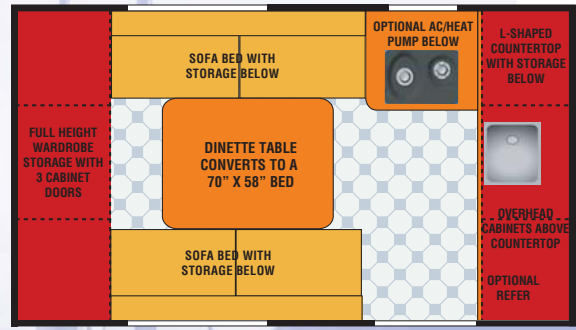 OPTIONAL AC/HEAT
PUMP BELOW
L-SHAPED
COUNTERTOP
WITH STORAGE
BELOW
SOFA BED WITH
STORAGE BELOW
FULL HEIGHT
WARDROBE
STORAGE WITH
3 CABINET
DOORS
DINETTE TABLE
CONVERTS TO A
70” X 58” BED
OVERHEAD
CABINETS ABOVE
COUNTERTOP
SOFA BED WITH
STORAGE BELOW
OPTIONAL
REFER